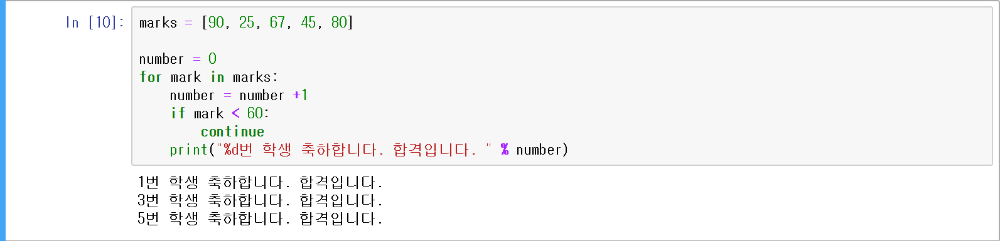 In [10]:
marks = [90, 25, 67, 45, 80]
number = 0
for mark in marks:
    number = number +1
    if mark < 60:
        continue
    print("%d번 학생 축하합니다. 합격입니다. " % number)
1번 학생 축하합니다. 합격입니다.
3번 학생 축하합니다. 합격입니다.
5번 학생 축하합니다. 합격입니다.